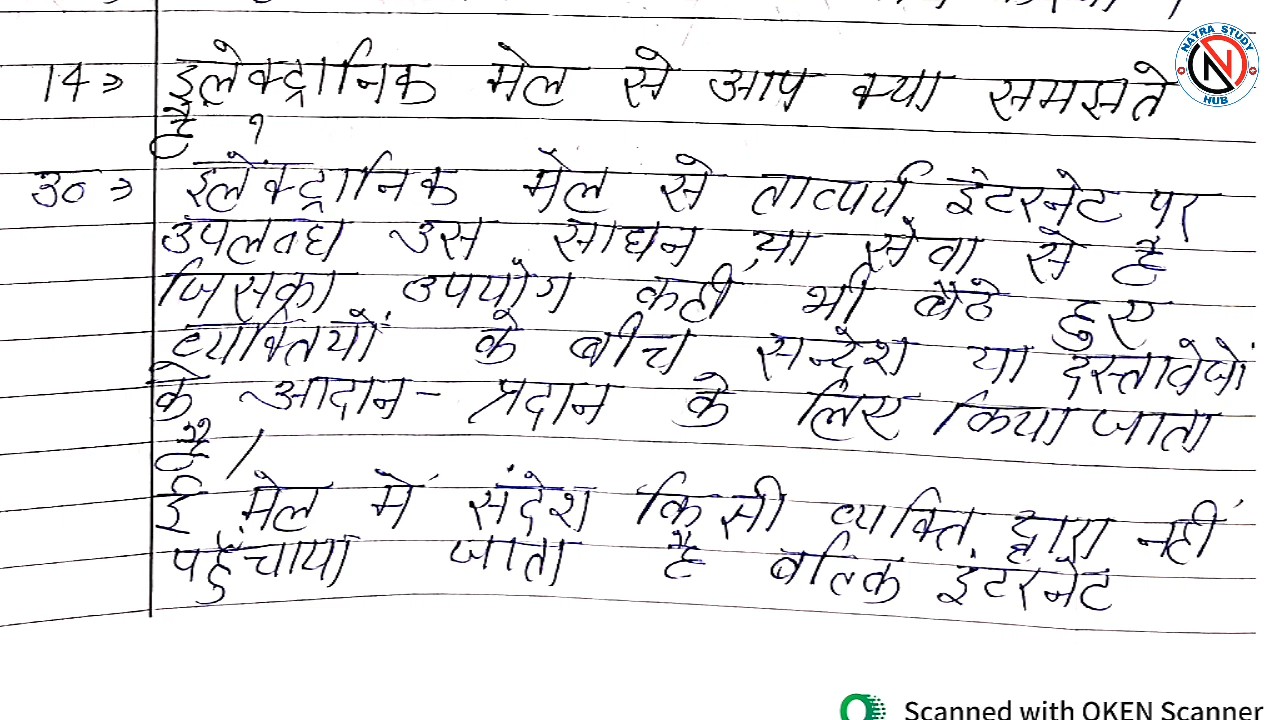 NAYRA STUDY
N
HUB
14⇒ इलेक्ट्रानिक मेल से आप क्या समझते
है ?
उ०⇒ इलेक्ट्रानिक मेल से तात्पर्य इंटरनेट पर
उपलब्ध उस साधन या सेवा से है
जिसका उपयोग कही भी बैठे हुए
व्यक्तियों के बीच सन्देश या दस्तावेजों
के आदान-प्रदान के लिए किया जाता
है।
ई मेल में संदेश किसी व्यक्ति द्वारा नहीं
पहुँचाया जाता है बल्कि इंटरनेट
Scanned with OKEN Scanner